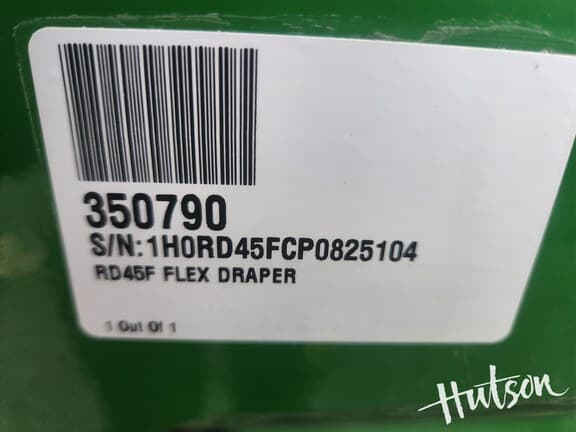 350790
S/N:1H0RD45FCP0825104
RD45F FLEX DRAPER
1 Out Of 1
Hutson